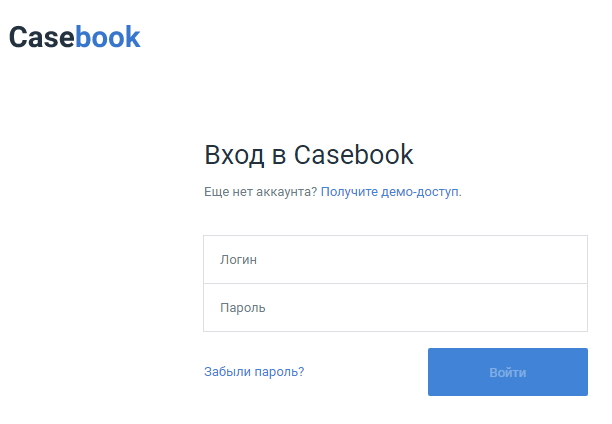 Casebook
Вход в Casebook
Еще нет аккаунта? Получите демо-доступ.
Логин
Пароль
Забыли пароль?
Войти